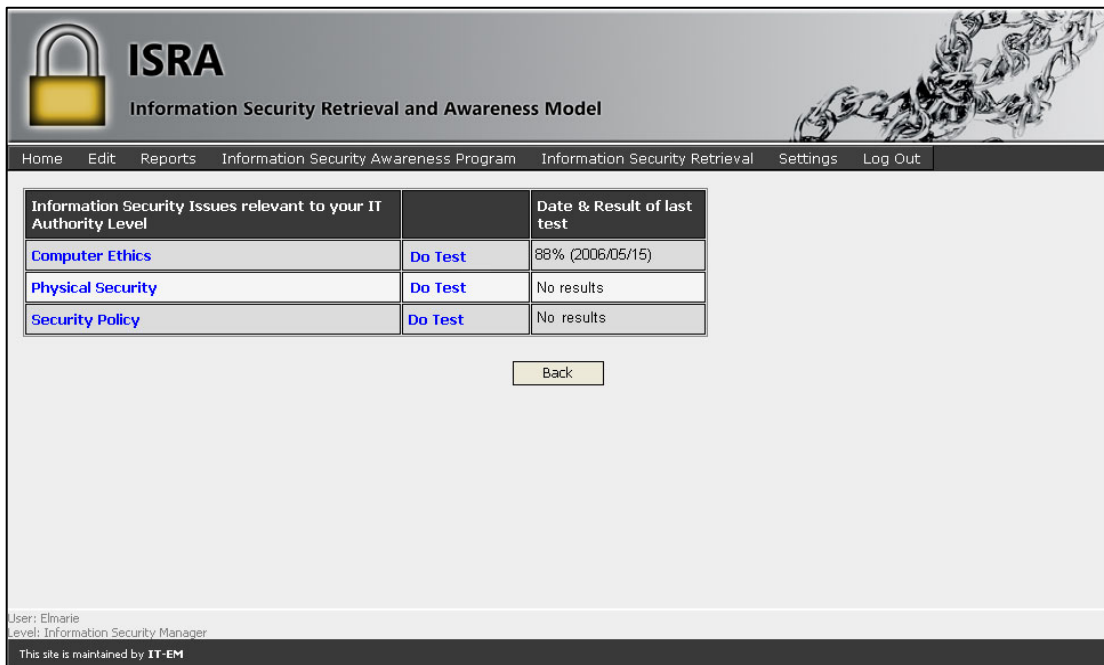 ISRA
Information Security Retrieval and Awareness Model
Home Edit Reports Information Security Awareness Program Information Security Retrieval Settings Log Out
Information Security Issues relevant to your IT Authority Level Date & Result of last test
Computer Ethics Do Test 88% (2006/05/15)
Physical Security Do Test No results
Security Policy Do Test No results
Back
User: Elmarie
Level: Information Security Manager
This site is maintained by IT-EM